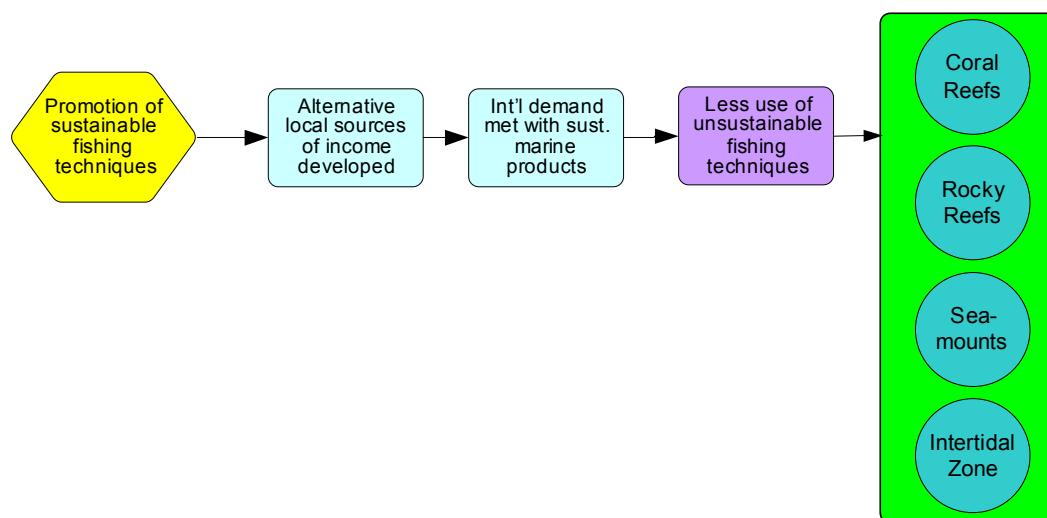 Promotion of
sustainable
fishing
techniques
Alternative
local sources
of income
developed
Int'l demand
met with sust.
marine
products
Less use of
unsustainable
fishing
techniques
Coral
Reefs
Rocky
Reefs
Sea-
mounts
Intertidal
Zone